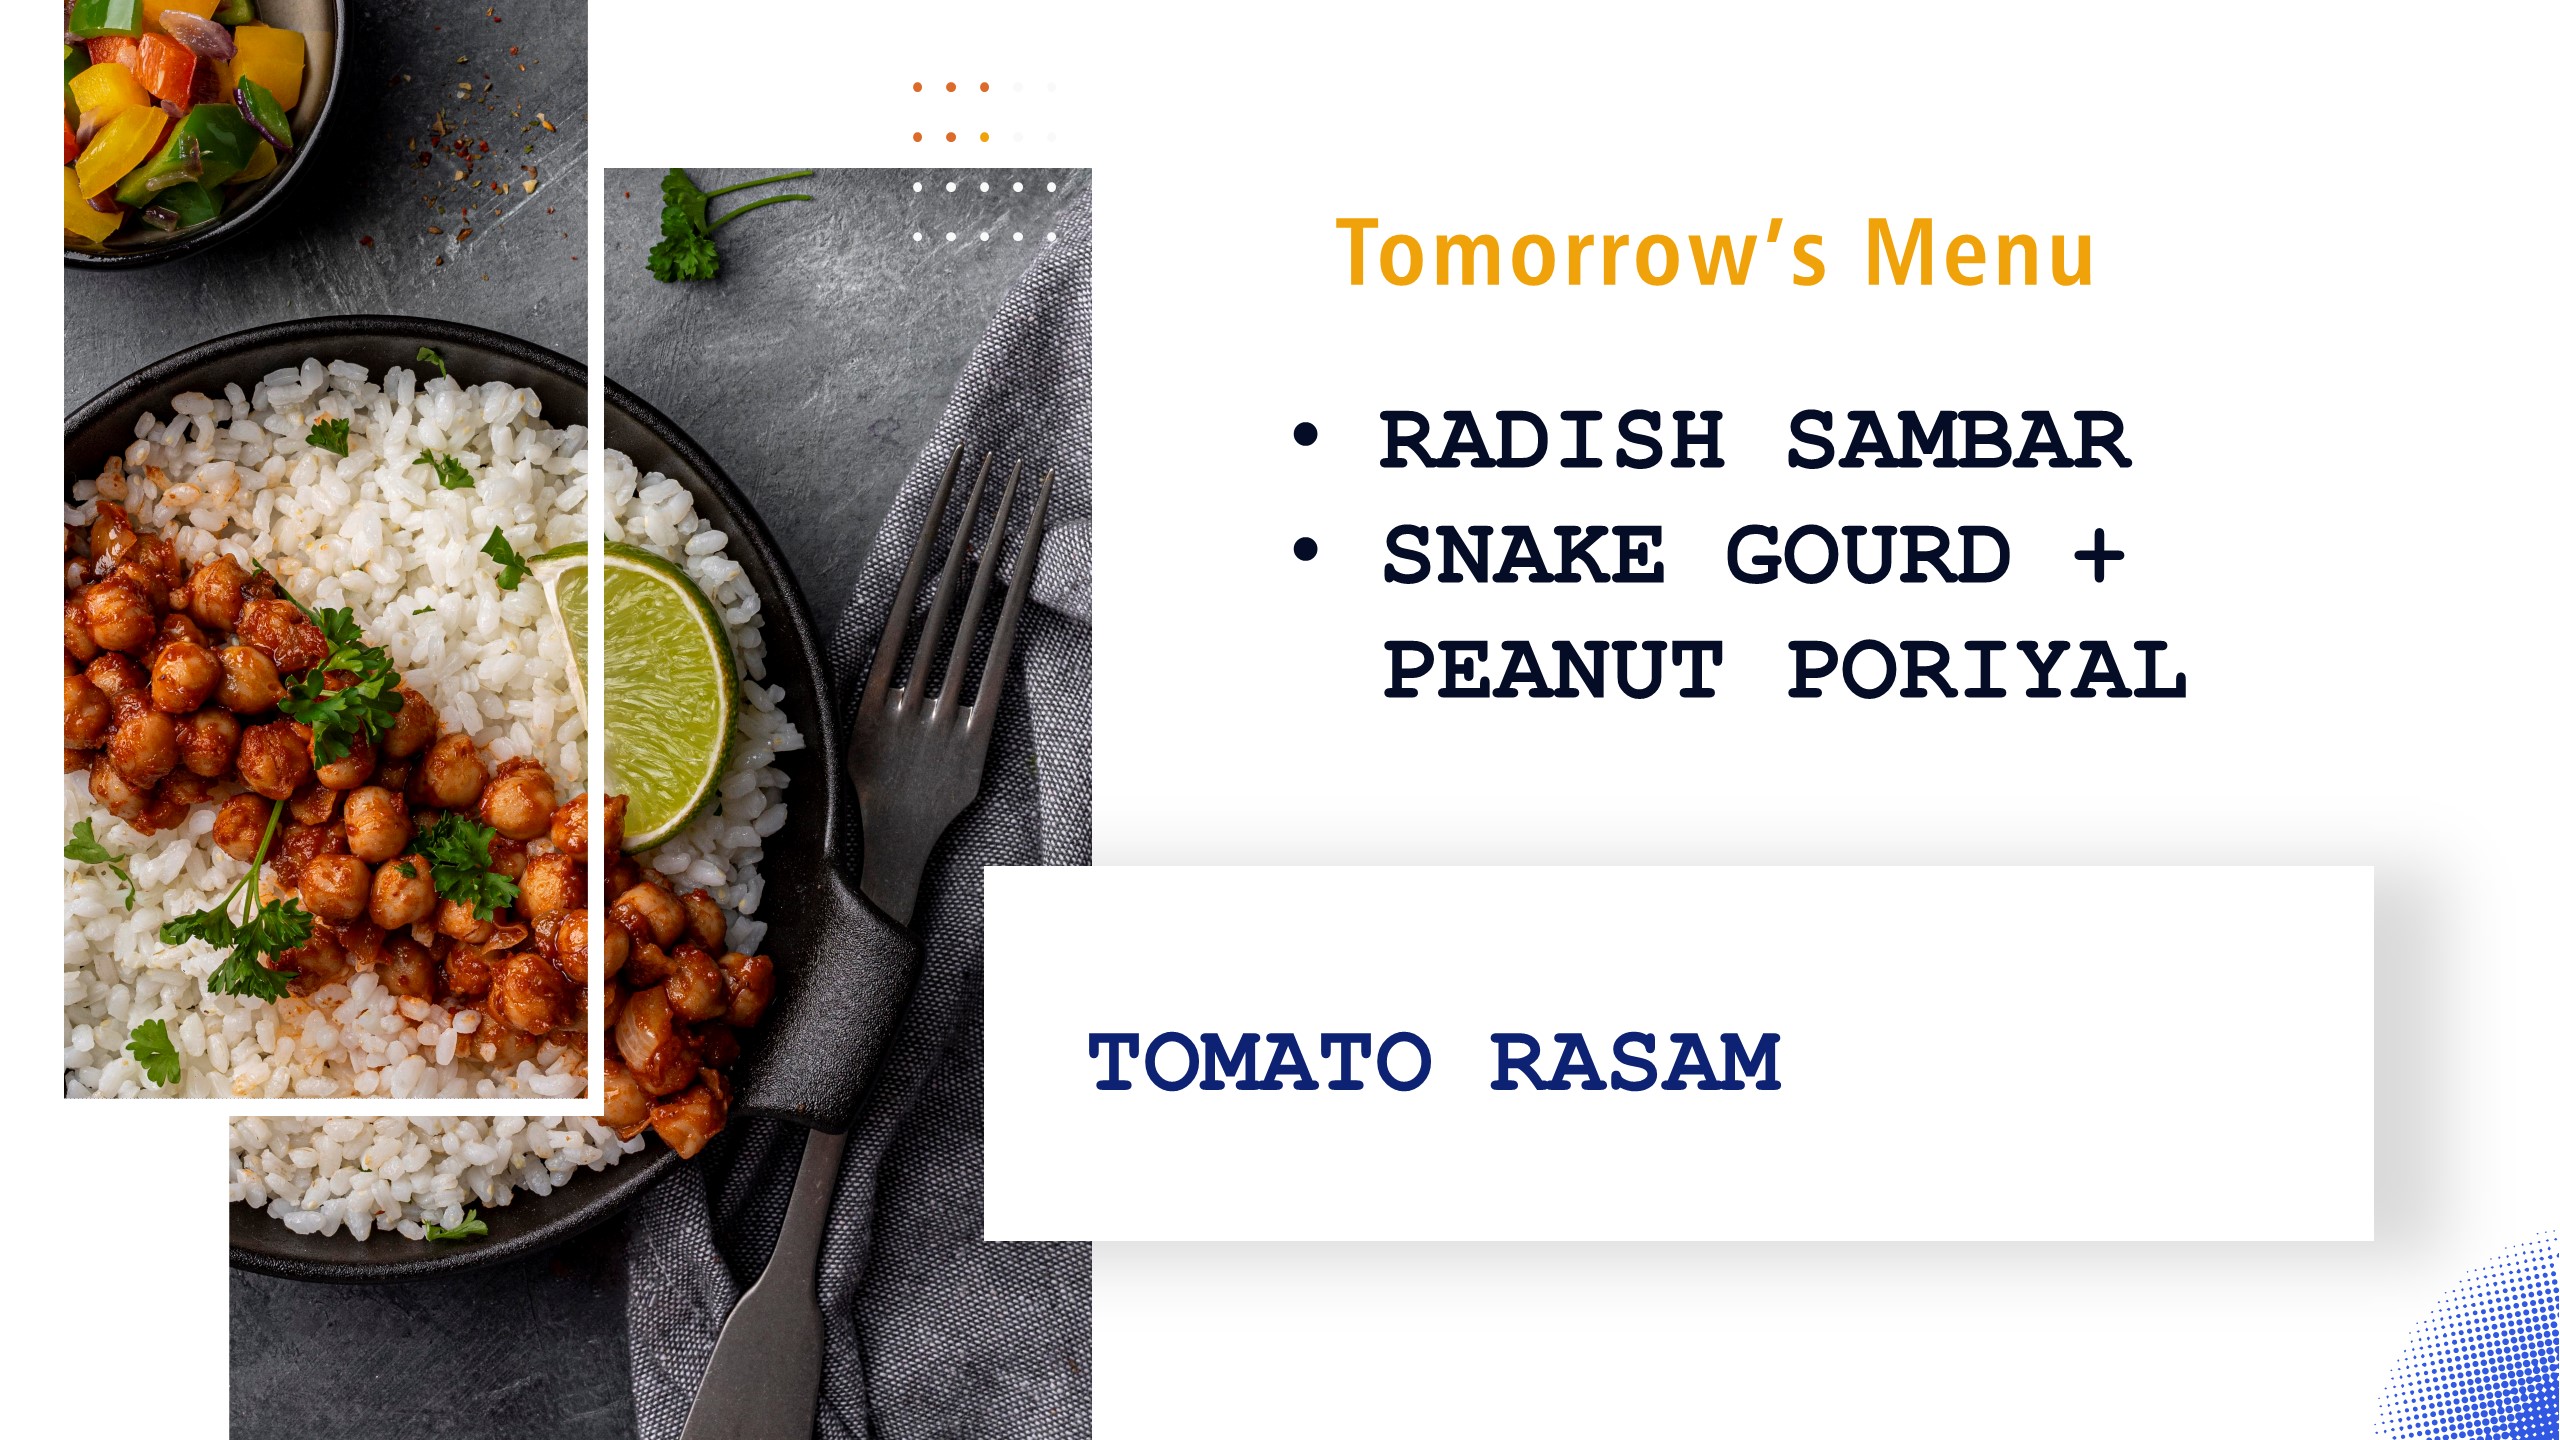 Tomorrow’s Menu
• RADISH SAMBAR
• SNAKE GOURD +
PEANUT PORIYAL
TOMATO RASAM